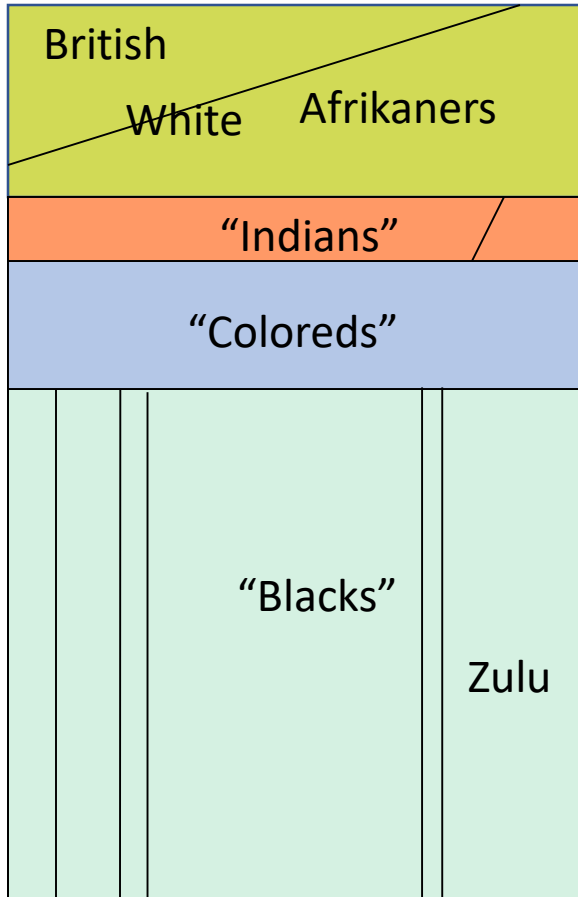 British
White
Afrikaners
“Indians”
“Coloreds”
“Blacks”
Zulu